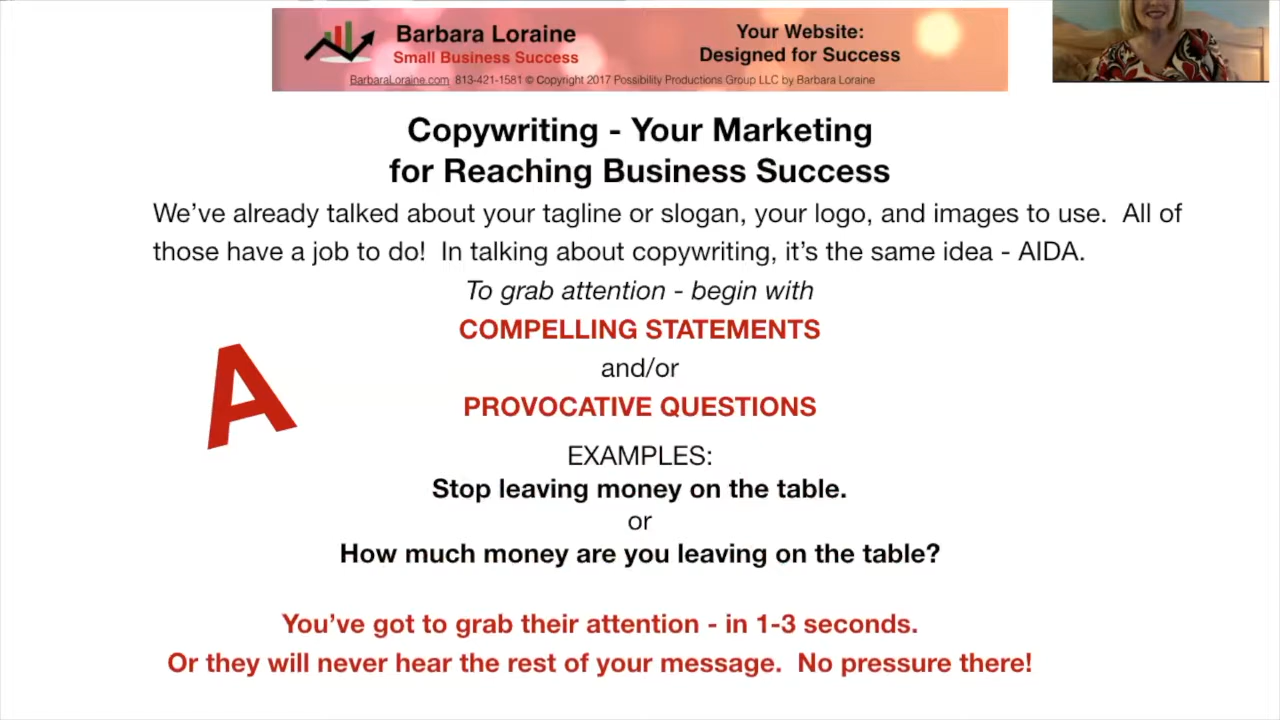 Barbara Loraine
Small Business Success
Your Website:
Designed for Success
BarbaraLoraine.com 813-421-1581 © Copyright 2017 Possibility Productions Group LLC by Barbara Loraine
Copywriting - Your Marketing
for Reaching Business Success
We’ve already talked about your tagline or slogan, your logo, and images to use.  All of
those have a job to do!  In talking about copywriting, it’s the same idea - AIDA.
To grab attention - begin with
COMPELLING STATEMENTS
and/or
PROVOCATIVE QUESTIONS
A
EXAMPLES:
Stop leaving money on the table.
or
How much money are you leaving on the table?
You’ve got to grab their attention - in 1-3 seconds.
Or they will never hear the rest of your message.  No pressure there!